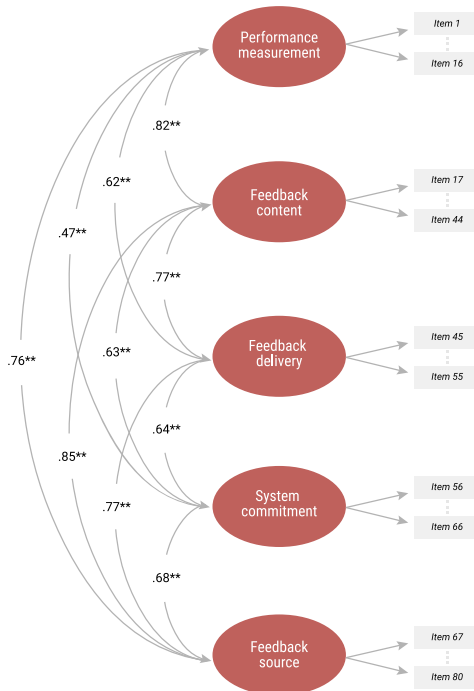 Performance
measurement
Item 1
Item 16
.82**
.62**
Feedback
content
Item 17
Item 44
.47**
.77**
Feedback
delivery
Item 45
Item 55
.63**
.76**
.64**
.85**
System
commitment
Item 56
Item 66
.77**
.68**
Feedback
source
Item 67
Item 80